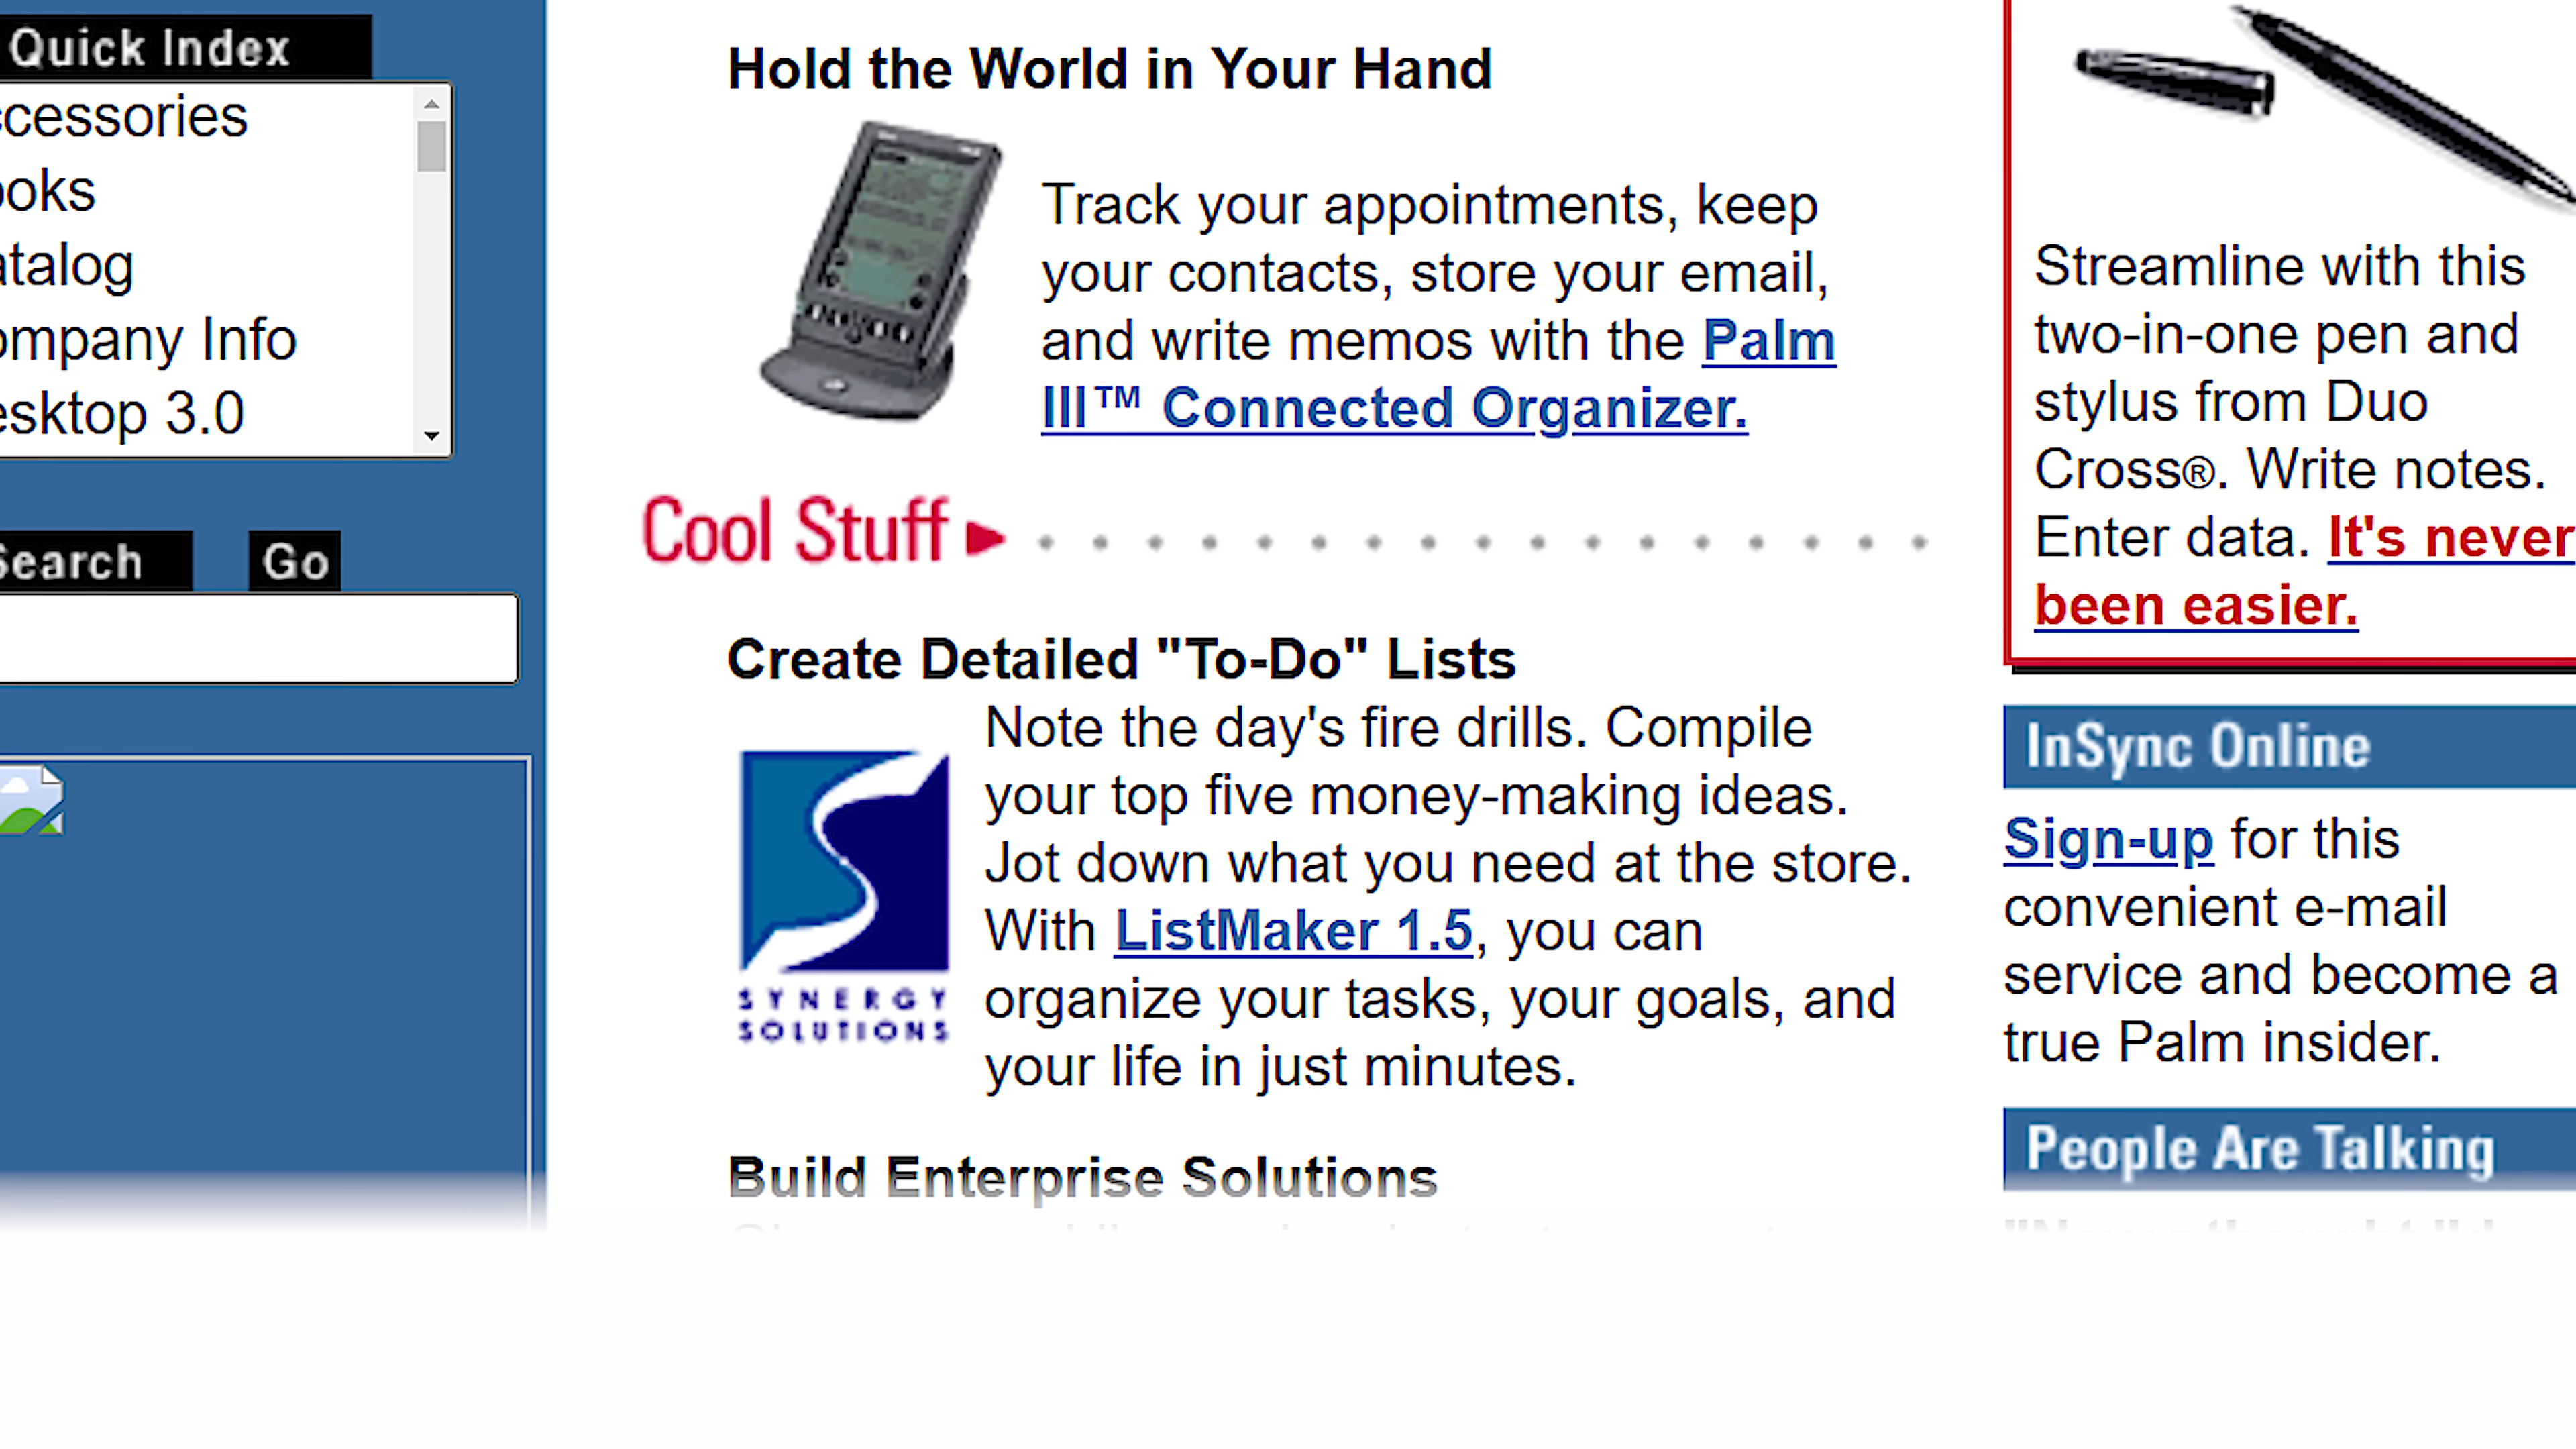 Quick Index
ccessories
ooks
atalog
ompany Info
esktop 3.0
Search Go
Hold the World in Your Hand
Track your appointments, keep
your contacts, store your email,
and write memos with the Palm
III™ Connected Organizer.
Cool Stuff
Create Detailed "To-Do" Lists
Note the day's fire drills. Compile
your top five money-making ideas.
Jot down what you need at the store.
With ListMaker 1.5, you can
organize your tasks, your goals, and
your life in just minutes.
SYNERGY
SOLUTIONS
Build Enterprise Solutions
Streamline with this
two-in-one pen and
stylus from Duo
Cross®. Write notes.
Enter data. It's never
been easier.
InSync Online
Sign-up for this
convenient e-mail
service and become a
true Palm insider.
People Are Talking